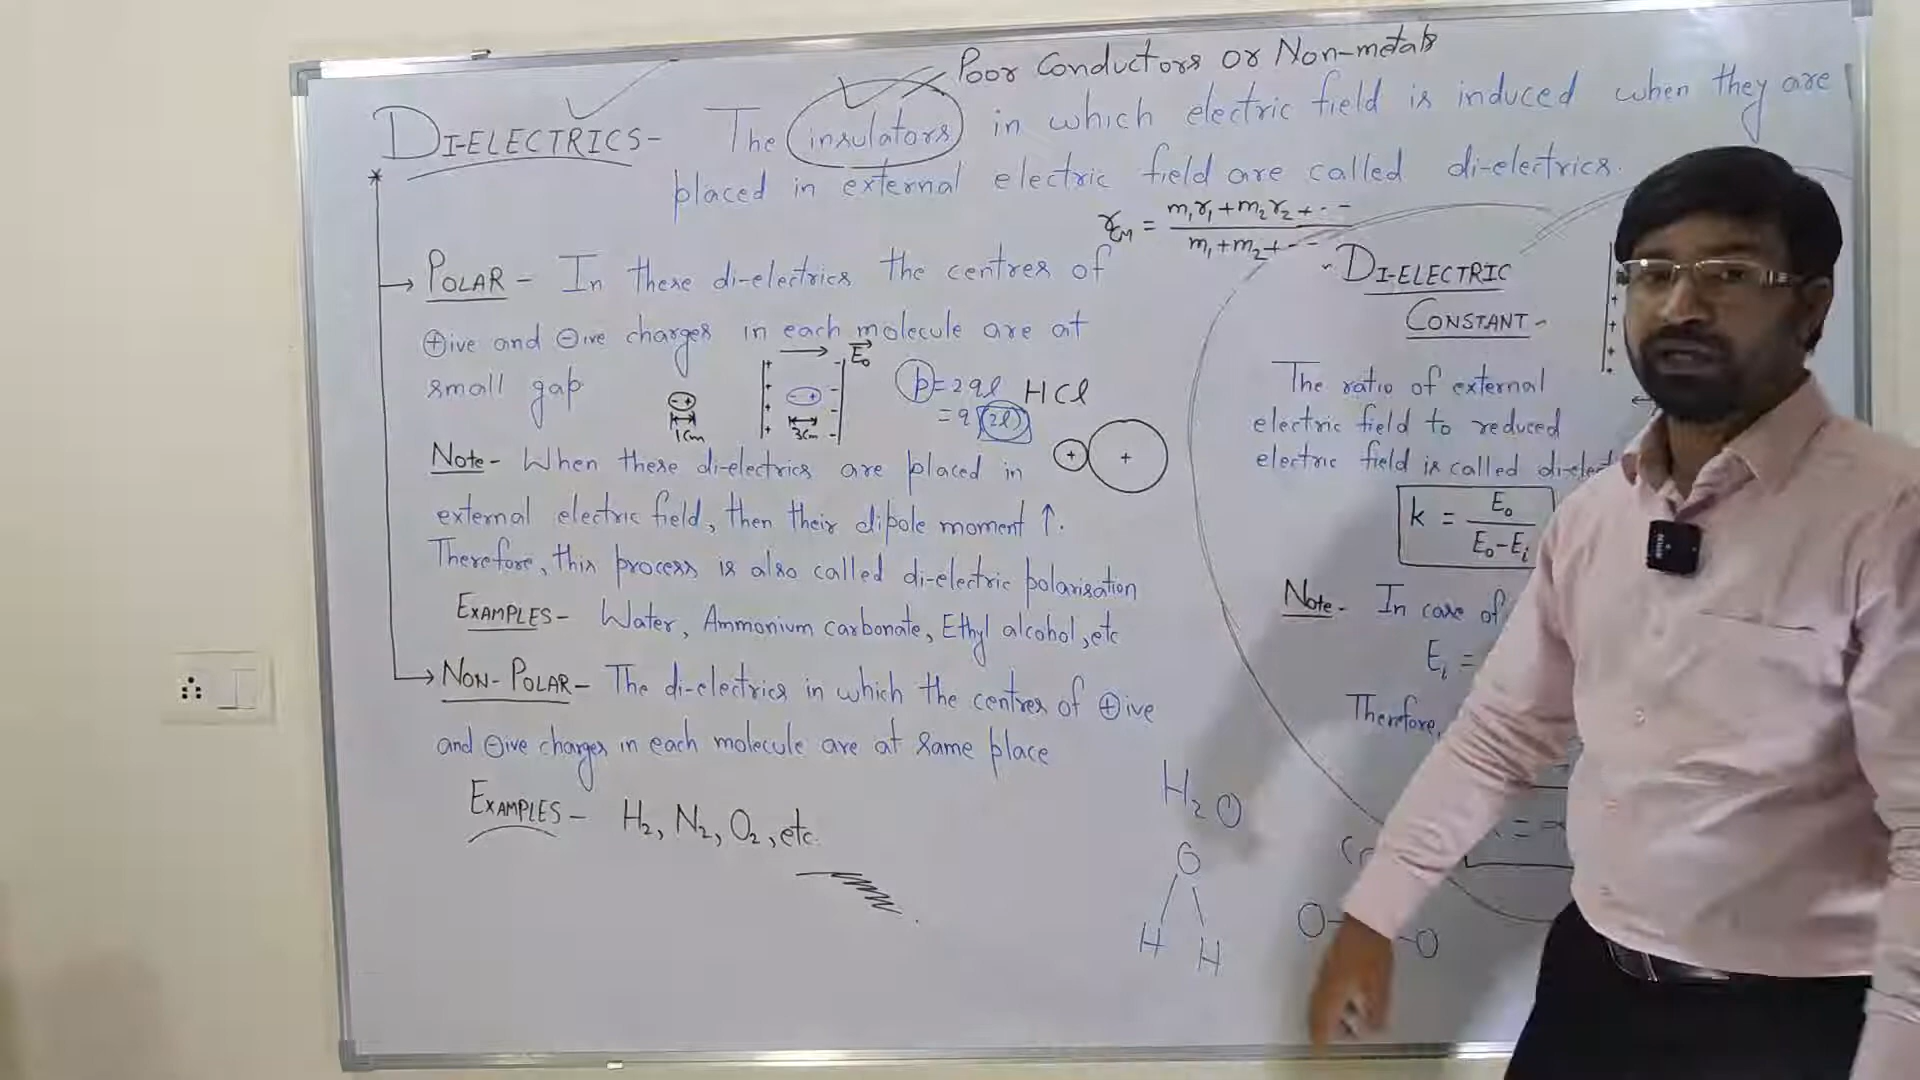 Poor Conductors or Non-metals
DI-ELECTRICS - The insulators in which electric field is induced when they are
placed in external electric field are called di-electrics.
r_CM = m₁r₁ + m₂r₂ + -- / m₁ + m₂ + --
POLAR - In these di-electrics the centres of
⊕ive and ⊖ive charges in each molecule are at
small gap
- +
1cm
+ + + +
- +
- - - -
3cm
E₀
p = 2ql
= q(2l)
HCl
+ +
Note - When these di-electrics are placed in
external electric field, then their dipole moment ↑.
Therefore, this process is also called di-electric polarisation
EXAMPLES - Water, Ammonium carbonate, Ethyl alcohol, etc
NON-POLAR - The di-electrics in which the centres of ⊕ive
and ⊖ive charges in each molecule are at same place
EXAMPLES - H₂, N₂, O₂, etc.
DI-ELECTRIC
CONSTANT -
The ratio of external
electric field to reduced
electric field is called di-elect
k = E₀ / E₀ - Eᵢ
Note - In case of
Eᵢ =
Therefore,
H₂O
O
H H
O - - O